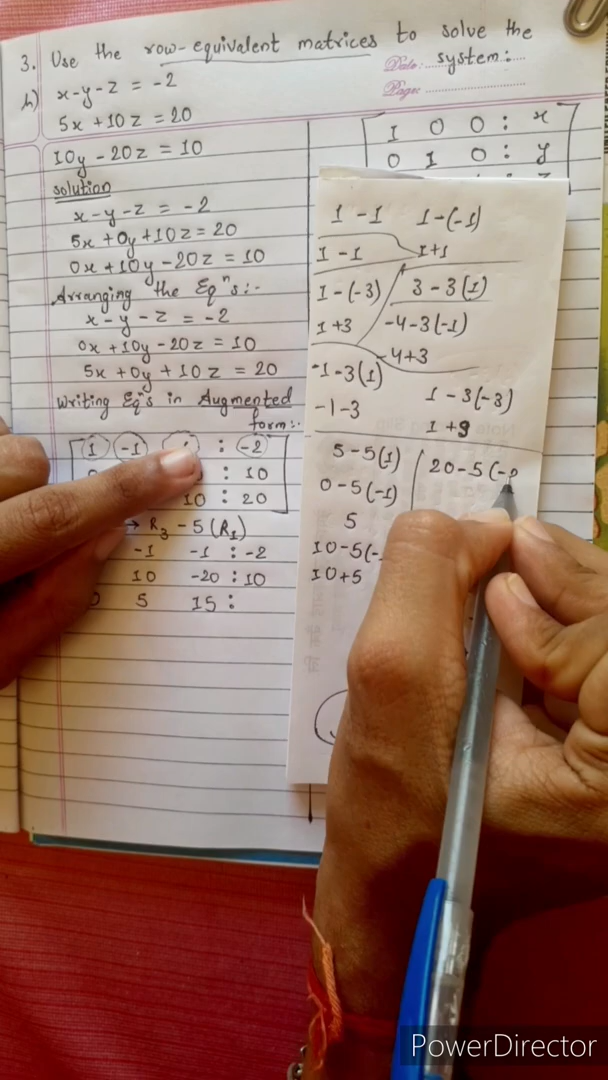 3. Use the row-equivalent matrices to solve the
system:
Date:
Page:
h) x-y-z = -2
5x +10z = 20
10y - 20z = 10
solution
x-y-z = -2
5x + 0y +10z = 20
0x +10y -20z = 10
Arranging the Eqⁿs:-
x - y - z = -2
0x +10y - 20z = 10
5x + 0y + 10z = 20
Writing Eqⁿs in Augmented
form:-
1 -1 : -2
: 10
10 : 20
→ R3 - 5(R1)
-1 -1 : -2
10 -20 : 10
5 15 :
1 0 0 : x
0 1 0 : y
1 - 1 1-(-1)
1 - 1 1+1
1 - (-3) 3 - 3(1)
1 + 3 -4-3(-1)
-4+3
-1-3(1)
-1-3
1 - 3(-3)
1 + 9
5 - 5(1)
0-5(-1)
5
10-5(-
10+5
20-5(-2
PowerDirector